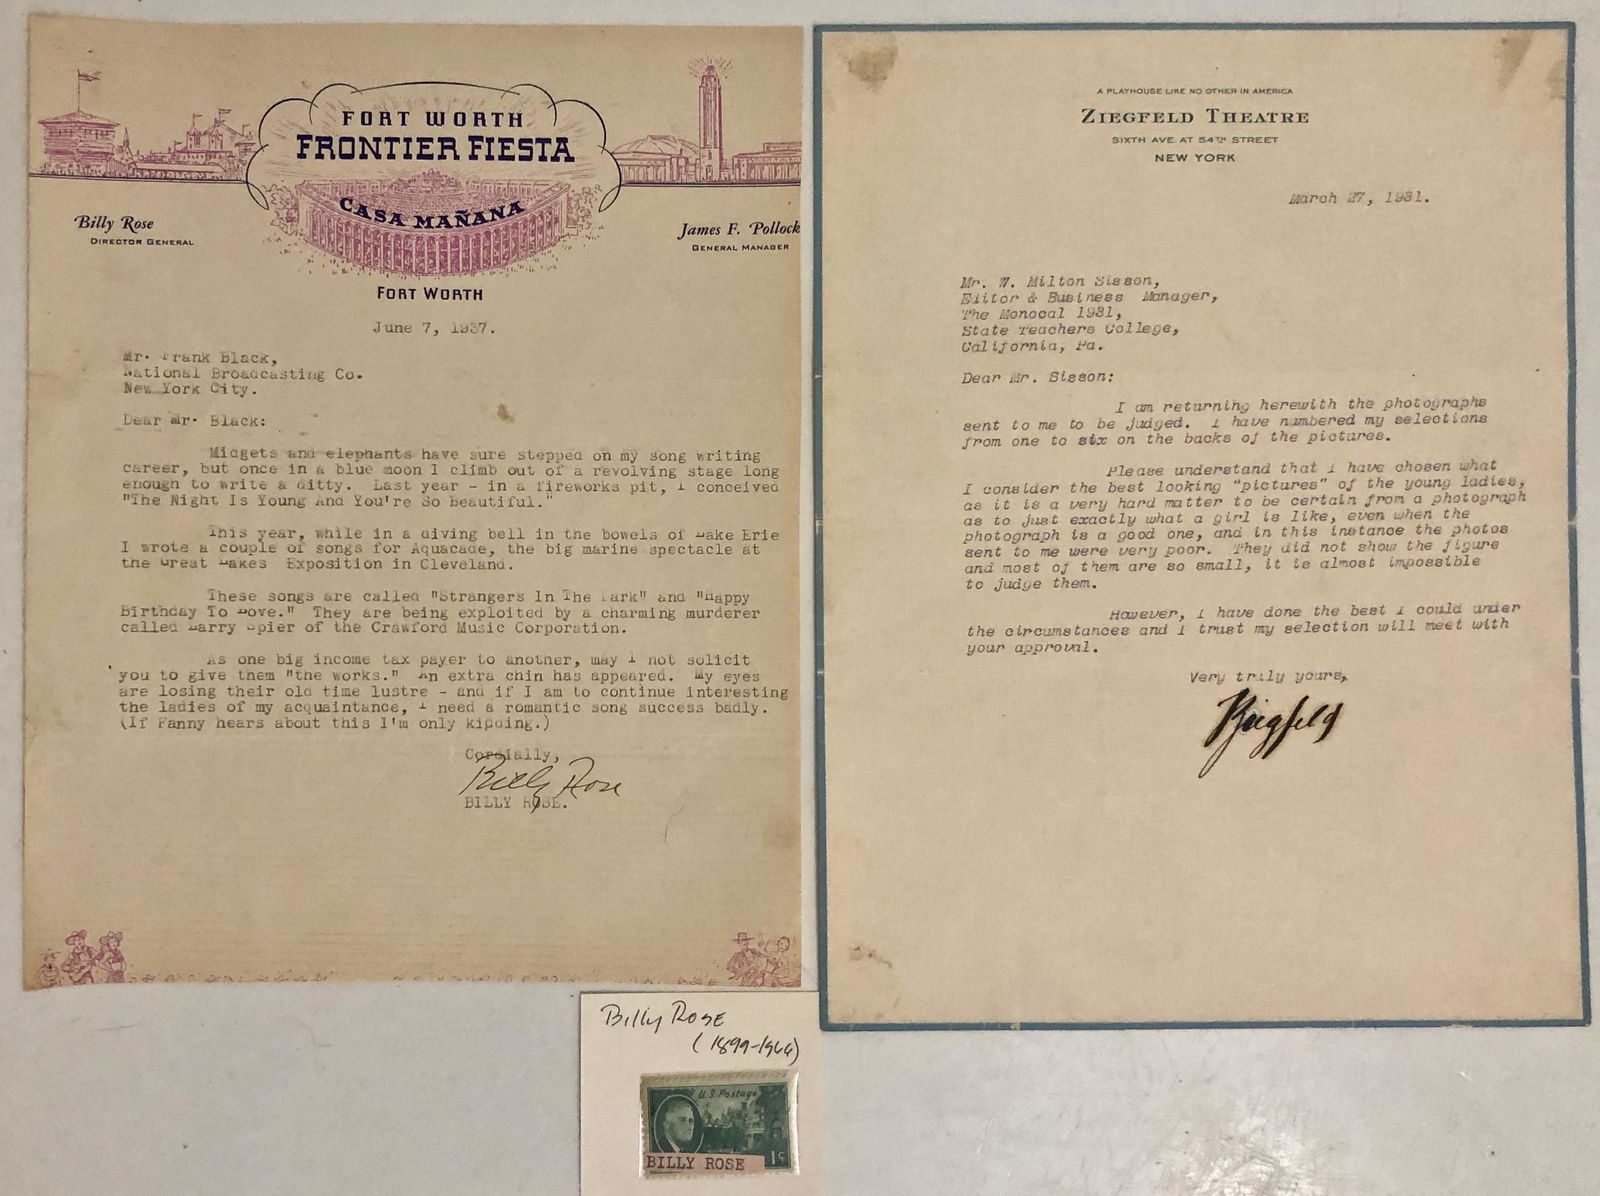 FORT WORTH
FRONTIER FIESTA
CASA MAÑANA
Billy Rose
DIRECTOR GENERAL
James F. Pollock
GENERAL MANAGER
FORT WORTH
June 7, 1937.
Mr. Frank Black,
National Broadcasting Co.
New York City.
Dear Mr. Black:
Midgets and elephants have sure stepped on my song writing
career, but once in a blue moon I climb out of a revolving stage long
enough to write a ditty. Last year - in a fireworks pit, I conceived
"The Night Is Young And You're So Beautiful."
This year, while in a diving bell in the bowels of Lake Erie
I wrote a couple of songs for Aquacade, the big marine spectacle at
the Great Lakes Exposition in Cleveland.
These songs are called "Strangers In The Dark" and "Happy
Birthday To Love." They are being exploited by a charming murderer
called Larry Spier of the Crawford Music Corporation.
As one big income tax payer to another, may I not solicit
you to give them "the works." An extra chin has appeared. My eyes
are losing their old time lustre - and if I am to continue interesting
the ladies of my acquaintance, I need a romantic song success badly.
(If Fanny hears about this I'm only kidding.)
Cordially,
Billy Rose
BILLY ROSE.
A PLAYHOUSE LIKE NO OTHER IN AMERICA
ZIEGFELD THEATRE
SIXTH AVE AT 54TH STREET
NEW YORK
March 27, 1931.
Mr. W. Milton Sisson,
Editor & Business Manager,
The Monocal 1931,
State Teachers College,
California, Pa.
Dear Mr. Sisson:
I am returning herewith the photographs
sent to me to be judged. I have numbered my selections
from one to six on the backs of the pictures.
Please understand that I have chosen what
I consider the best looking "pictures" of the young ladies,
as it is a very hard matter to be certain from a photograph
as to just exactly what a girl is like, even when the
photograph is a good one, and in this instance the photos
sent to me were very poor. They did not show the figure
and most of them are so small, it is almost impossible
to judge them.
However, I have done the best I could under
the circumstances and I trust my selection will meet with
your approval.
Very truly yours,
Ziegfeld
Billy Rose
(1899-1966)
U.S. Postage
1¢
BILLY ROSE